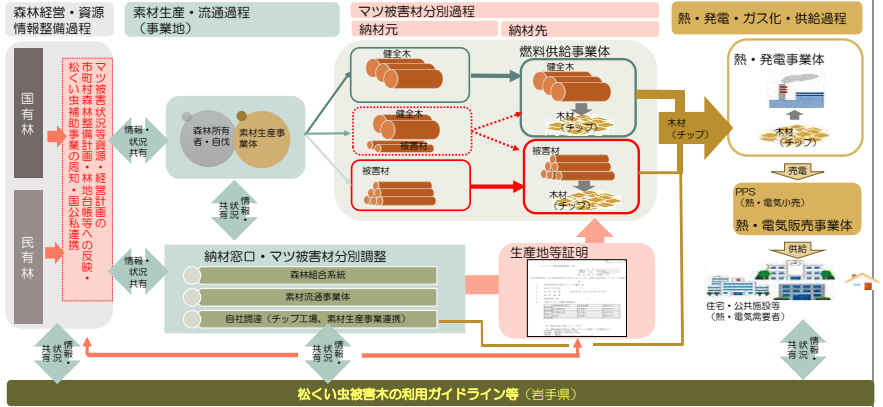 森林経営・資源
情報整備過程
素材生産・流通過程
（事業地）
マツ被害材分別過程
納材元
納材先
熱・発電・ガス化・供給過程
国有林
民有林
マツ被害状況等資源・経営計画の
市町村森林整備計画・林地台帳等への反映・
松くい虫補助事業の周知・国公私連携
情報・
状況
共有
森林所有
者・自伐
素材生産事
業体
健全木
健全木
被害木
被害材
燃料供給事業体
健全木
木材
（チップ）
被害材
木材
（チップ）
木材
（チップ）
熱・発電事業体
木材
（チップ）
売電
PPS
（熱・電気小売）
熱・電気販売事業体
供給
住宅・公共施設等
（熱・電気需要者）
情報・
状況
共有
情報・
状況
共有
納材窓口・マツ被害材分別調整
森林組合系統
素材流通事業体
自社調達（チップ工場、素材生産事業連携）
生産地等証明
情報・
状況
共有
情報・
状況
共有
情報・
状況
共有
松くい虫被害木の利用ガイドライン等（岩手県）